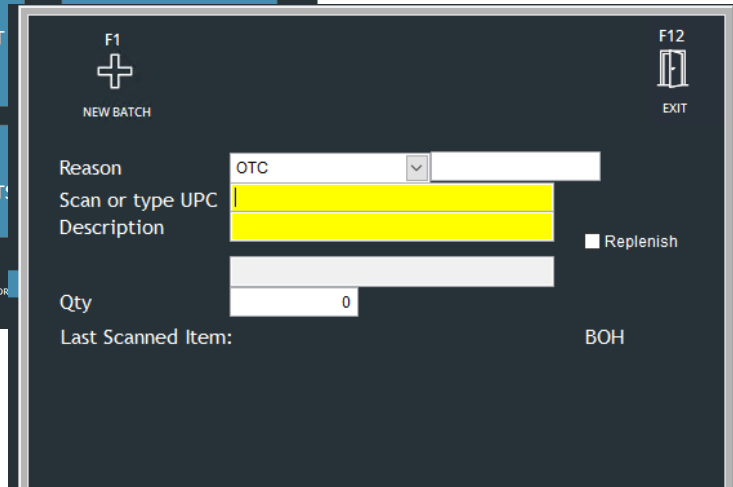 F1
F12
NEW BATCH
EXIT
Reason OTC
Scan or type UPC
Description
Replenish
Qty 0
Last Scanned Item: BOH